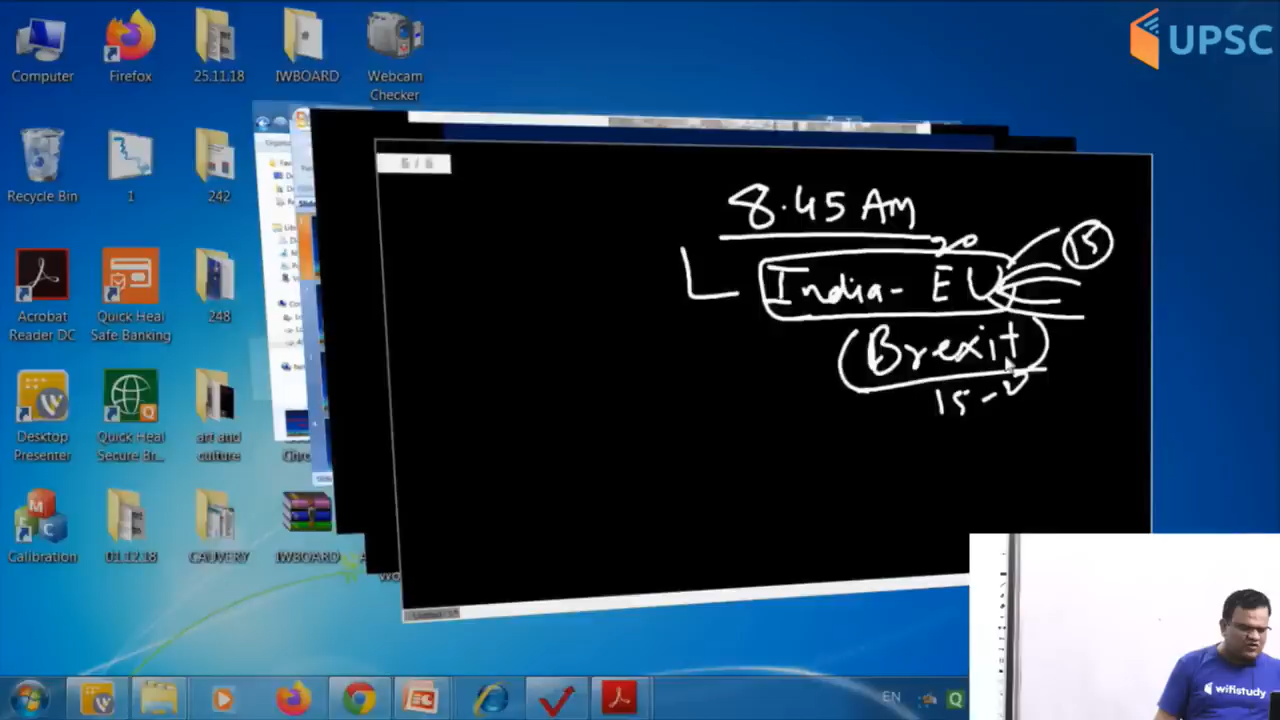 UPSC
Computer
Firefox
25.11.18
IWBOARD
Webcam Checker
Recycle Bin
1
242
Acrobat Reader DC
Quick Heal Safe Banking
248
Desktop Presenter
Quick Heal Secure Br...
art and culture
Calibration
01.12.18
CAUVERY
IWBOARD
8.45 AM
India - EU
15
Brexit
15-20
wifistudy
EN